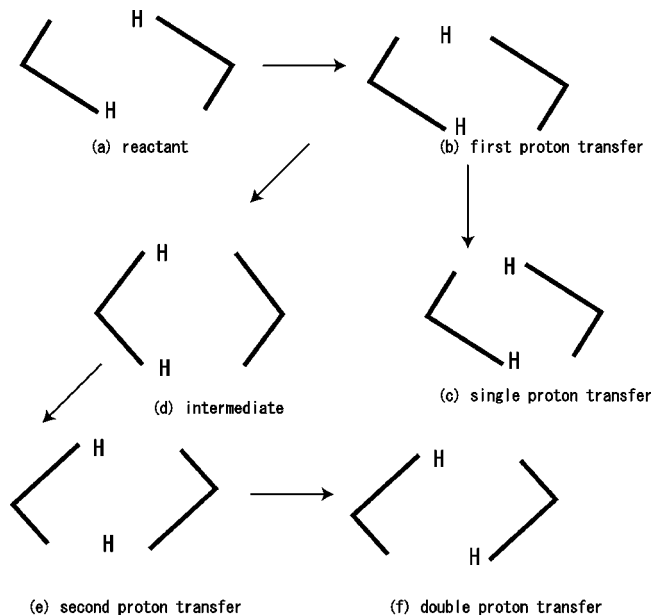 H
H
H
H
(a) reactant
(b) first proton transfer
H
H
H
H
(c) single proton transfer
(d) intermediate
H
H
H
H
(e) second proton transfer
(f) double proton transfer